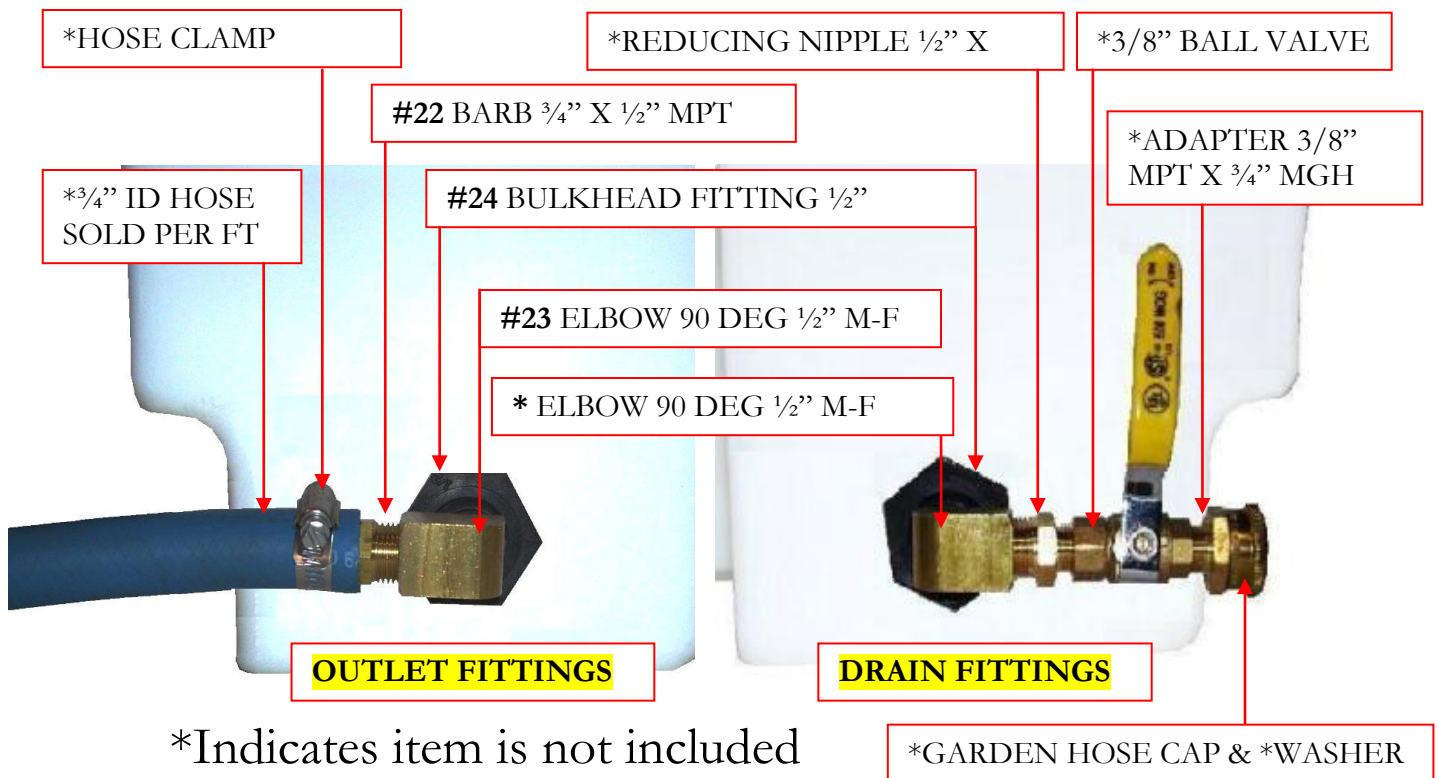 *HOSE CLAMP
*REDUCING NIPPLE ½” X
*3/8” BALL VALVE
#22 BARB ¾” X ½” MPT
*ADAPTER 3/8”
MPT X ¾” MGH
*¾” ID HOSE
SOLD PER FT
#24 BULKHEAD FITTING ½”
#23 ELBOW 90 DEG ½” M-F
* ELBOW 90 DEG ½” M-F
OUTLET FITTINGS
DRAIN FITTINGS
*Indicates item is not included
*GARDEN HOSE CAP & *WASHER